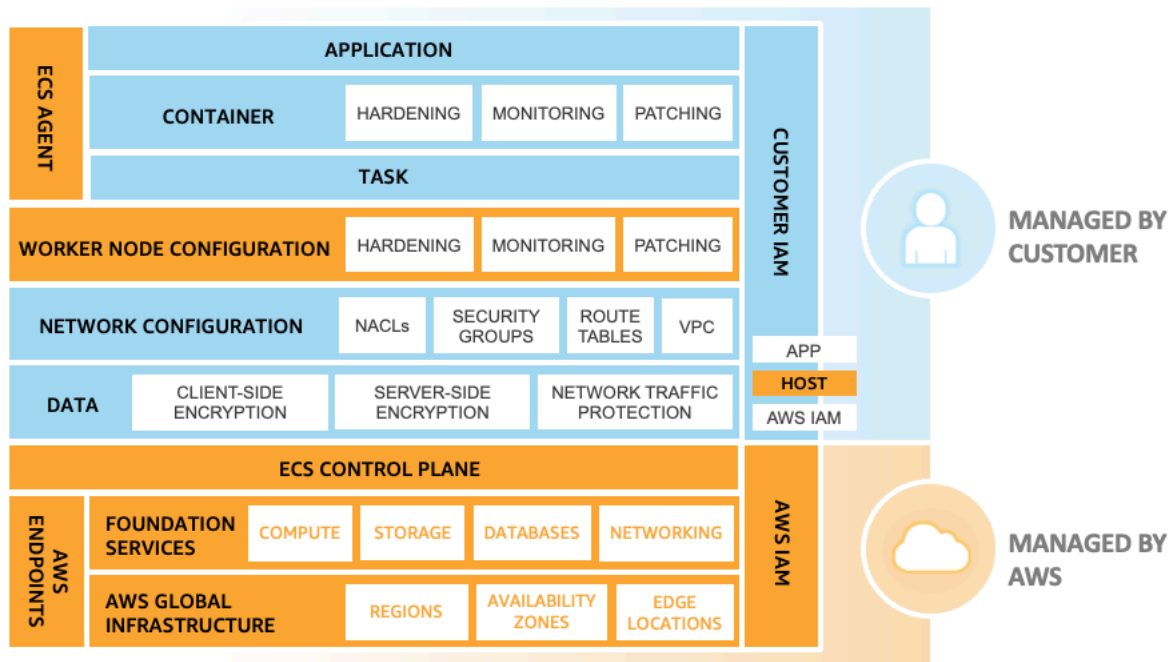 APPLICATION
ECS AGENT
CONTAINER
HARDENING
MONITORING
PATCHING
TASK
CUSTOMER IAM
WORKER NODE CONFIGURATION
HARDENING
MONITORING
PATCHING
MANAGED BY
CUSTOMER
NETWORK CONFIGURATION
NACLs
SECURITY
GROUPS
ROUTE
TABLES
VPC
APP
HOST
AWS IAM
DATA
CLIENT-SIDE
ENCRYPTION
SERVER-SIDE
ENCRYPTION
NETWORK TRAFFIC
PROTECTION
ECS CONTROL PLANE
AWS
ENDPOINTS
FOUNDATION
SERVICES
COMPUTE
STORAGE
DATABASES
NETWORKING
AWS IAM
MANAGED BY
AWS
AWS GLOBAL
INFRASTRUCTURE
REGIONS
AVAILABILITY
ZONES
EDGE
LOCATIONS